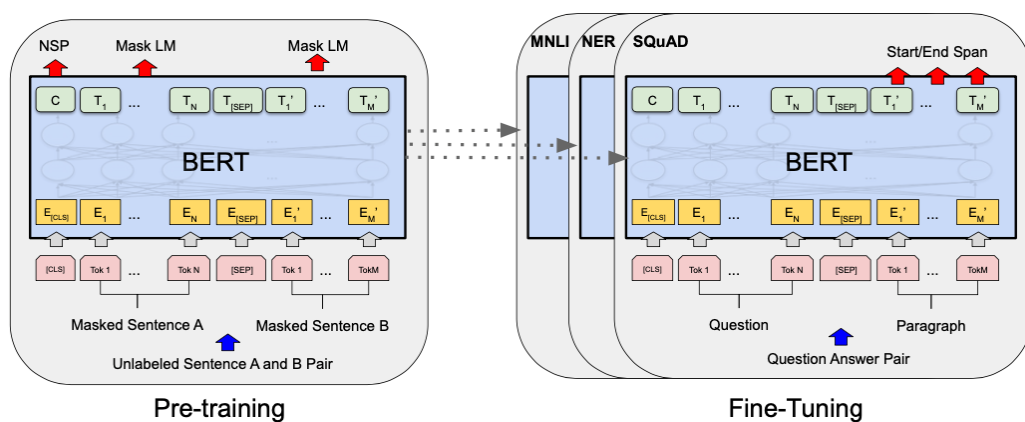 NSP Mask LM Mask LM
C T1 ... TN T[SEP] T1' ... TM'
BERT
E[CLS] E1 ... EN E[SEP] E1' ... EM'
[CLS] Tok 1 ... Tok N [SEP] Tok 1 ... TokM
Masked Sentence A Masked Sentence B
Unlabeled Sentence A and B Pair
Pre-training
MNLI NER SQuAD
Start/End Span
C T1 ... TN T[SEP] T1' ... TM'
BERT
E[CLS] E1 ... EN E[SEP] E1' ... EM'
[CLS] Tok 1 ... Tok N [SEP] Tok 1 ... TokM
Question Paragraph
Question Answer Pair
Fine-Tuning